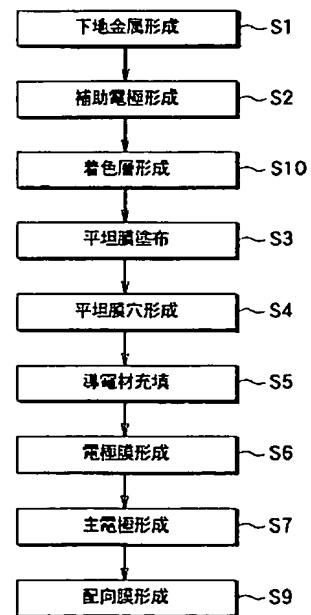 下地金属形成 S1
補助電極形成 S2
着色層形成 S10
平坦膜塗布 S3
平坦膜穴形成 S4
導電材充填 S5
電極膜形成 S6
主電極形成 S7
配向膜形成 S9